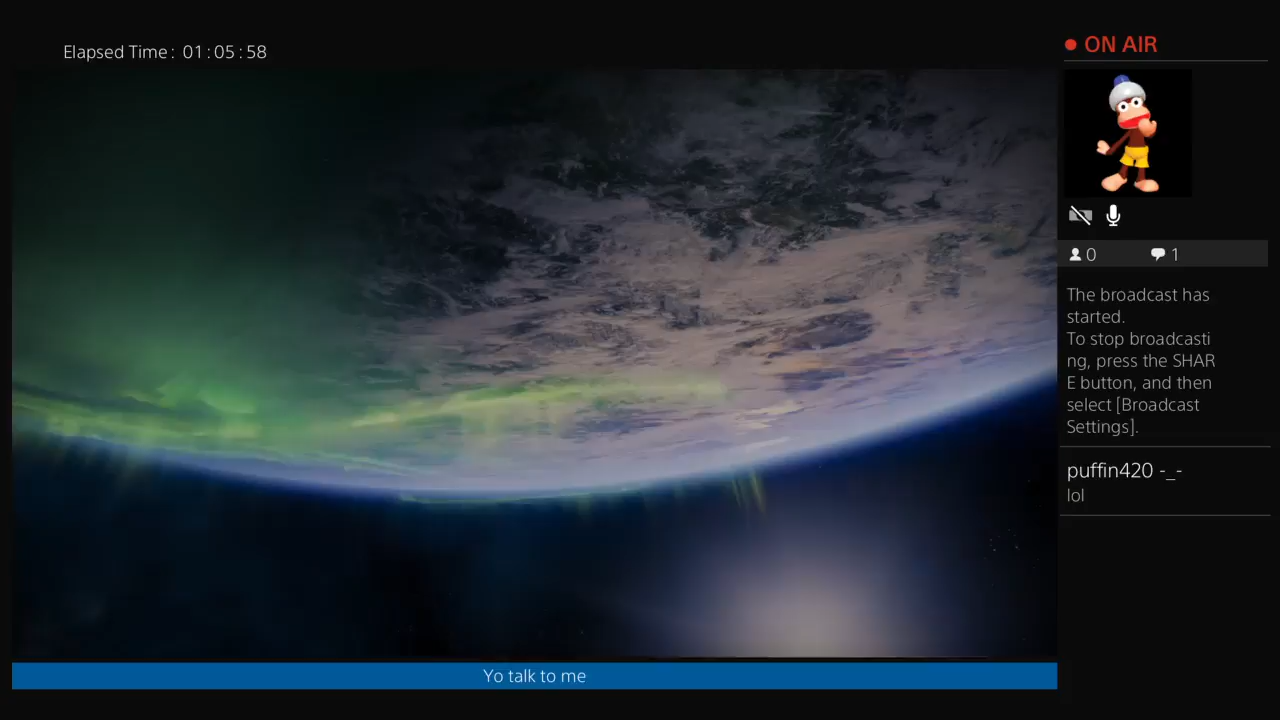 Elapsed Time: 01:05:58
ON AIR
0 1
The broadcast has
started.
To stop broadcasti
ng, press the SHAR
E button, and then
select [Broadcast
Settings].
puffin420 -_-
lol
Yo talk to me